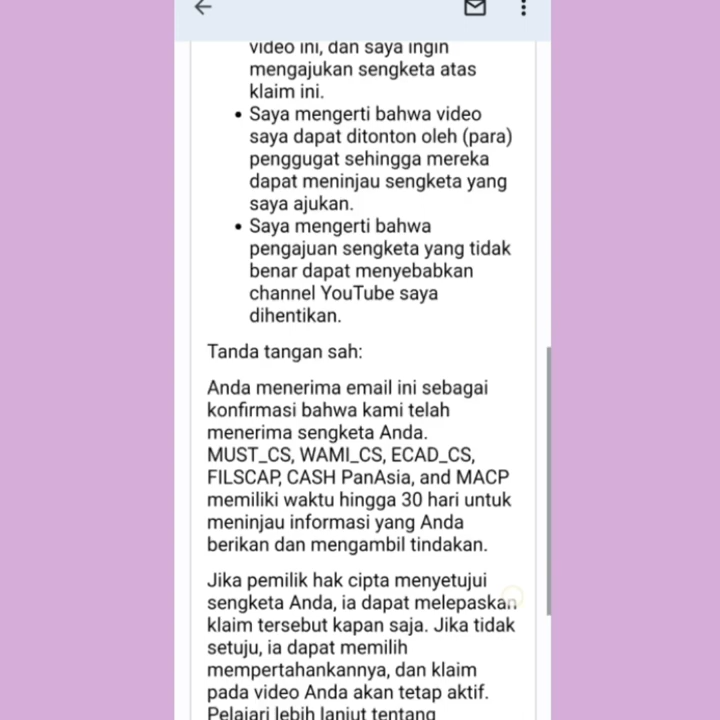 video ini, dan saya ingin
mengajukan sengketa atas
klaim ini.
• Saya mengerti bahwa video
saya dapat ditonton oleh (para)
penggugat sehingga mereka
dapat meninjau sengketa yang
saya ajukan.
• Saya mengerti bahwa
pengajuan sengketa yang tidak
benar dapat menyebabkan
channel YouTube saya
dihentikan.
Tanda tangan sah:
Anda menerima email ini sebagai
konfirmasi bahwa kami telah
menerima sengketa Anda.
MUST_CS, WAMI_CS, ECAD_CS,
FILSCAP, CASH PanAsia, and MACP
memiliki waktu hingga 30 hari untuk
meninjau informasi yang Anda
berikan dan mengambil tindakan.
Jika pemilik hak cipta menyetujui
sengketa Anda, ia dapat melepaskan
klaim tersebut kapan saja. Jika tidak
setuju, ia dapat memilih
mempertahankannya, dan klaim
pada video Anda akan tetap aktif.
Pelajari lebih lanjut tentang